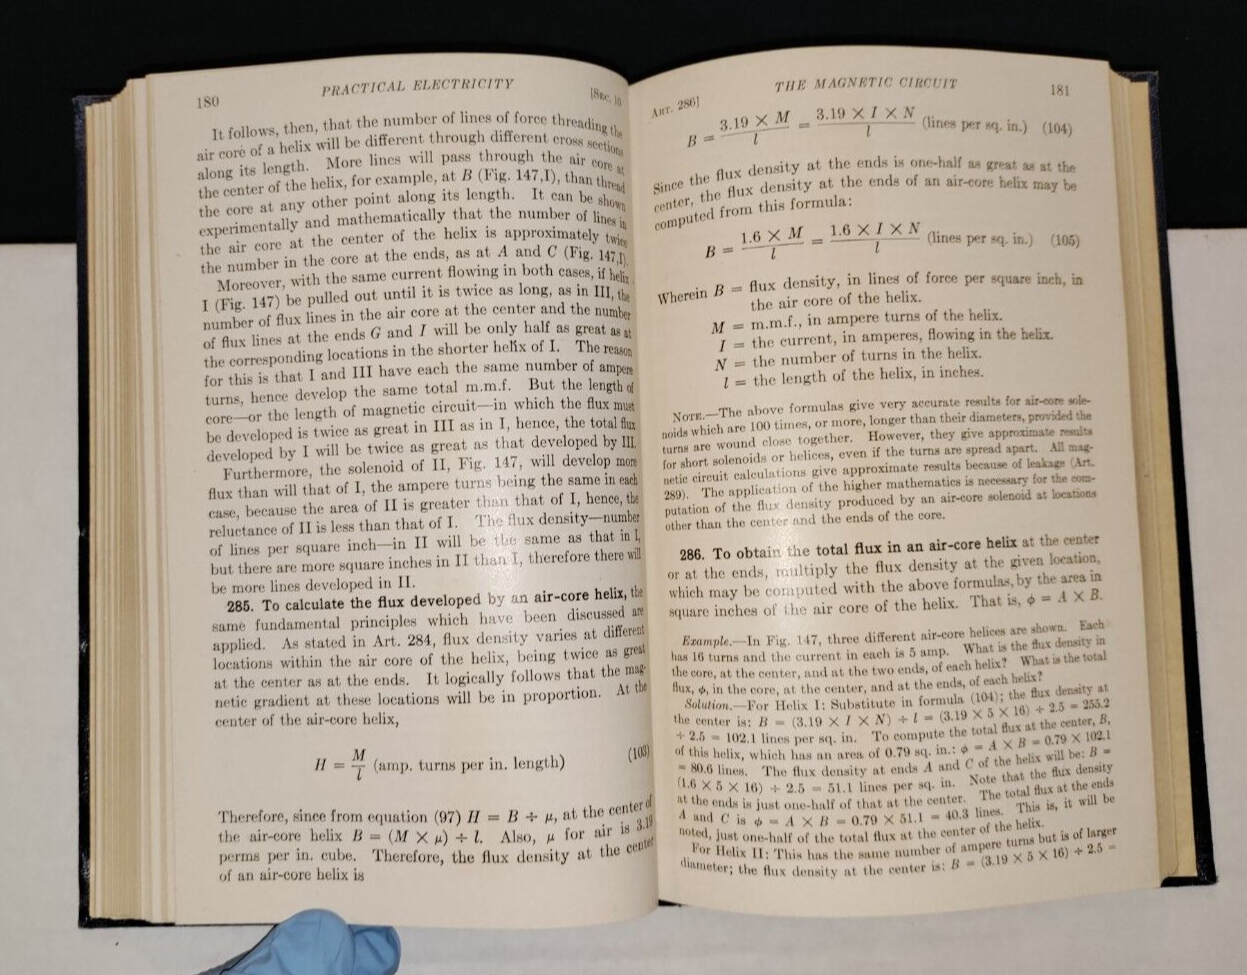 180
PRACTICAL ELECTRICITY
[SEC. 10
It follows, then, that the number of lines of force threading the
air core of a helix will be different through different cross sections
along its length. More lines will pass through the air core at
the center of the helix, for example, at B (Fig. 147,I), than thread
the core at any other point along its length. It can be shown
experimentally and mathematically that the number of lines in
the air core at the center of the helix is approximately twice
the number in the core at the ends, as at A and C (Fig. 147,I).
Moreover, with the same current flowing in both cases, if helix
I (Fig. 147) be pulled out until it is twice as long, as in III, the
number of flux lines in the air core at the center and the number
of flux lines at the ends G and I will be only half as great as at
the corresponding locations in the shorter helix of I. The reason
for this is that I and III have each the same number of ampere
turns, hence develop the same total m.m.f. But the length of
core—or the length of magnetic circuit—in which the flux must
be developed is twice as great in III as in I, hence, the total flux
developed by I will be twice as great as that developed by III.
Furthermore, the solenoid of II, Fig. 147, will develop more
flux than will that of I, the ampere turns being the same in each
case, because the area of II is greater than that of I, hence, the
reluctance of II is less than that of I. The flux density—number
of lines per square inch—in II will be the same as that in I,
but there are more square inches in II than I, therefore there will
be more lines developed in II.
285. To calculate the flux developed by an air-core helix, the
same fundamental principles which have been discussed are
applied. As stated in Art. 284, flux density varies at different
locations within the air core of the helix, being twice as great
at the center as at the ends. It logically follows that the mag-
netic gradient at these locations will be in proportion. At the
center of the air-core helix,
H = M/l (amp. turns per in. length) (103)
Therefore, since from equation (97) H = B ÷ μ, at the center of
the air-core helix B = (M × μ) ÷ l. Also, μ for air is 3.19
perms per in. cube. Therefore, the flux density at the center
of an air-core helix is
ART. 286]
THE MAGNETIC CIRCUIT
181
B = 3.19 × M/l = 3.19 × I × N/l (lines per sq. in.) (104)
Since the flux density at the ends is one-half as great as at the
center, the flux density at the ends of an air-core helix may be
computed from this formula:
B = 1.6 × M/l = 1.6 × I × N/l (lines per sq. in.) (105)
Wherein B = flux density, in lines of force per square inch, in
the air core of the helix.
M = m.m.f., in ampere turns of the helix.
I = the current, in amperes, flowing in the helix.
N = the number of turns in the helix.
l = the length of the helix, in inches.
NOTE.—The above formulas give very accurate results for air-core sole-
noids which are 100 times, or more, longer than their diameters, provided the
turns are wound close together. However, they give approximate results
for short solenoids or helices, even if the turns are spread apart. All mag-
netic circuit calculations give approximate results because of leakage (Art.
289). The application of the higher mathematics is necessary for the com-
putation of the flux density produced by an air-core solenoid at locations
other than the center and the ends of the core.
286. To obtain the total flux in an air-core helix at the center
or at the ends, multiply the flux density at the given location,
which may be computed with the above formulas, by the area in
square inches of the air core of the helix. That is, φ = A × B.
Example.—In Fig. 147, three different air-core helices are shown. Each
has 16 turns and the current in each is 5 amp. What is the flux density in
the core, at the center, and at the two ends, of each helix? What is the total
flux, φ, in the core, at the center, and at the ends, of each helix?
Solution.—For Helix I: Substitute in formula (104); the flux density at
the center is: B = (3.19 × I × N) ÷ l = (3.19 × 5 × 16) ÷ 2.5 = 255.2
÷ 2.5 = 102.1 lines per sq. in. To compute the total flux at the center, B,
of this helix, which has an area of 0.79 sq. in.: φ = A × B = 0.79 × 102.1
= 80.6 lines. The flux density at ends A and C of the helix will be: B =
(1.6 × 5 × 16) ÷ 2.5 = 51.1 lines per sq. in. Note that the flux density
at the ends is just one-half of that at the center. The total flux at the ends
A and C is φ = A × B = 0.79 × 51.1 = 40.3 lines. This is, it will be
noted, just one-half of the total flux at the center of the helix.
For Helix II: This has the same number of ampere turns but is of larger
diameter; the flux density at the center is: B = (3.19 × 5 × 16) ÷ 2.5 =